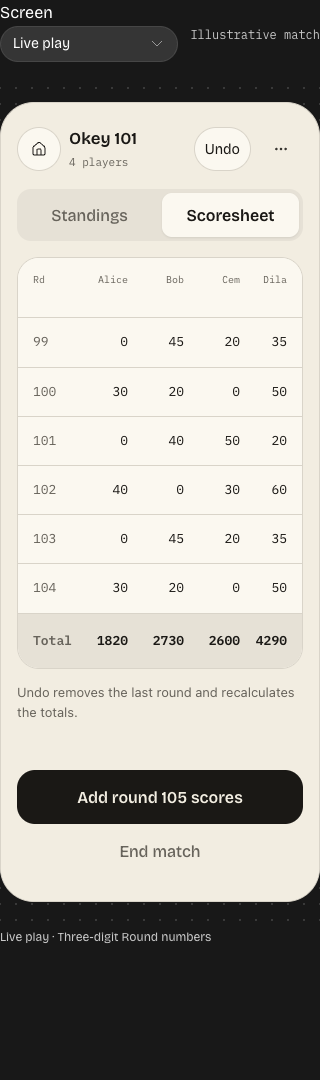 Screen
Live play
Illustrative match
Okey 101
4 players
Undo
Standings
Scoresheet
Rd Alice Bob Cem Dila
99 0 45 20 35
100 30 20 0 50
101 0 40 50 20
102 40 0 30 60
103 0 45 20 35
104 30 20 0 50
Total 1820 2730 2600 4290
Undo removes the last round and recalculates
the totals.
Add round 105 scores
End match
Live play · Three-digit Round numbers